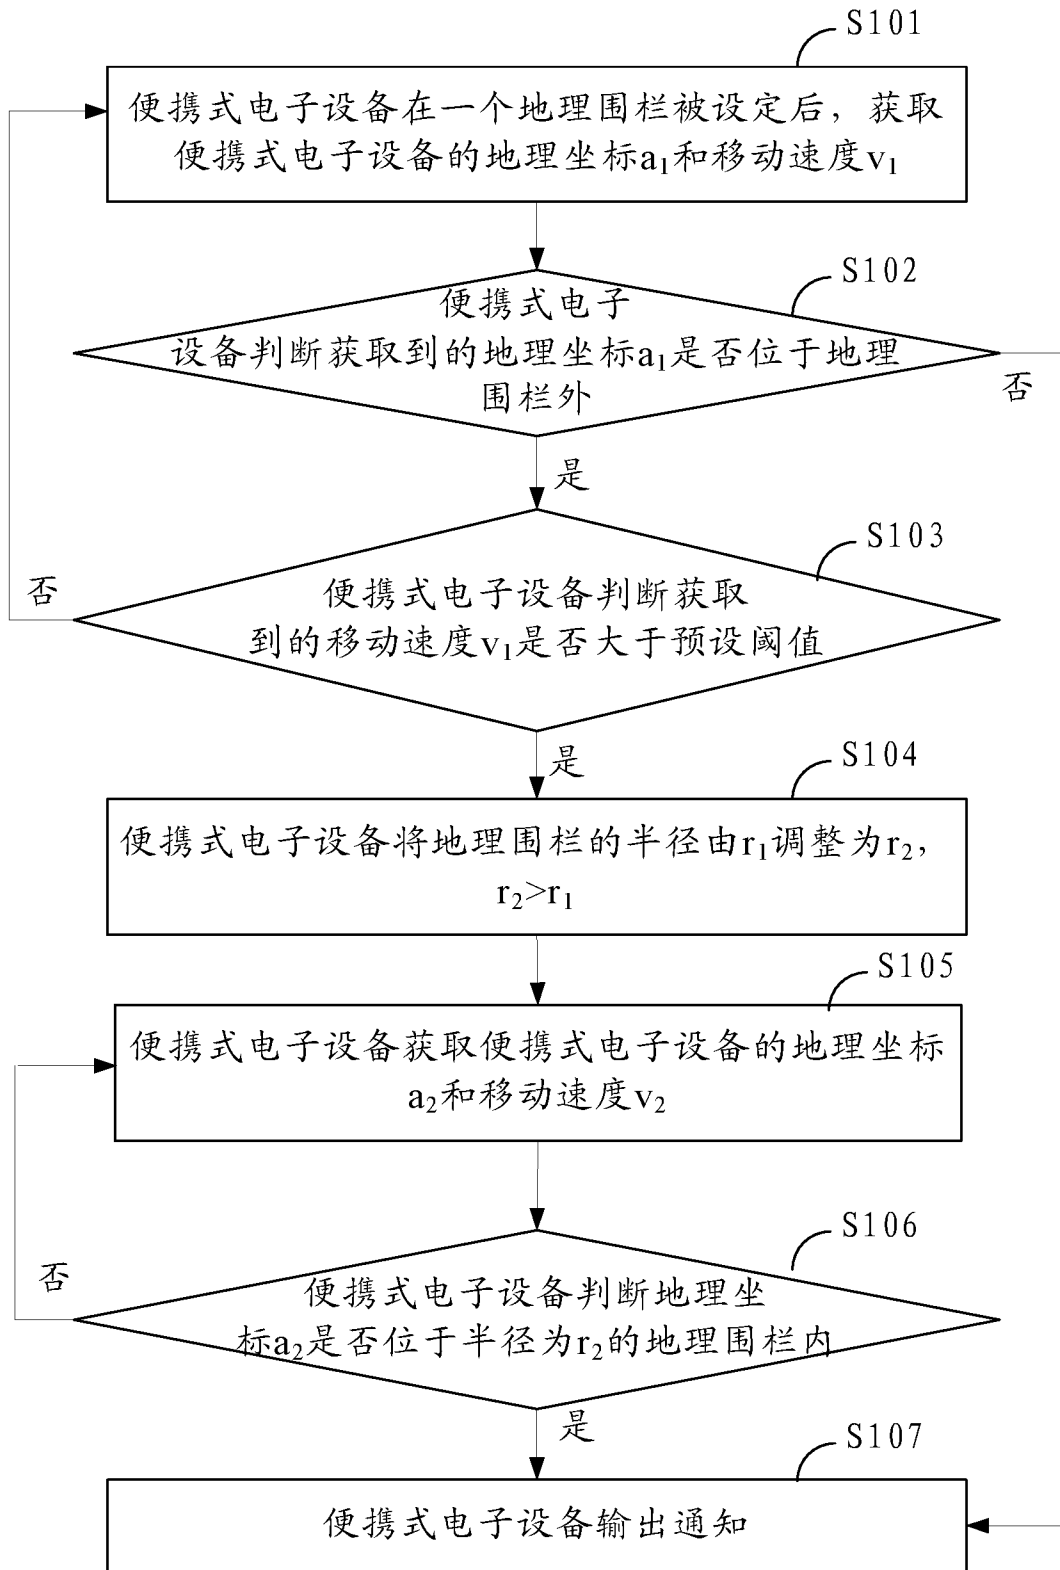 S101
便携式电子设备在一个地理围栏被设定后，获取
便携式电子设备的地理坐标a₁和移动速度v₁
S102
便携式电子
设备判断获取到的地理坐标a₁是否位于地理
围栏外
否
是
S103
便携式电子设备判断获取
到的移动速度v₁是否大于预设阈值
否
是
S104
便携式电子设备将地理围栏的半径由r₁调整为r₂，
r₂>r₁
S105
便携式电子设备获取便携式电子设备的地理坐标
a₂和移动速度v₂
S106
便携式电子设备判断地理坐
标a₂是否位于半径为r₂的地理围栏内
否
是
S107
便携式电子设备输出通知